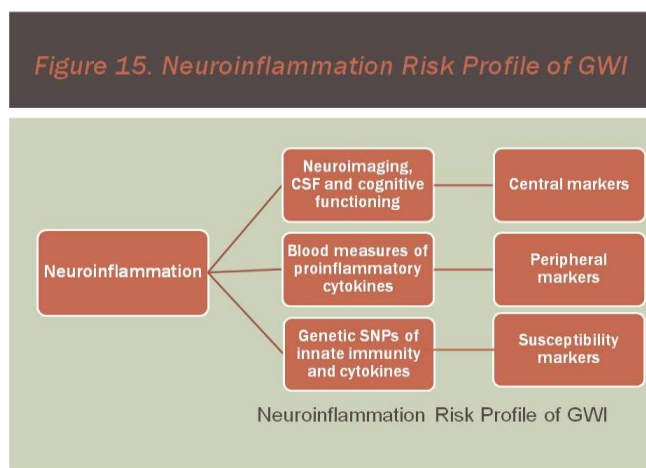 Figure 15. Neuroinflammation Risk Profile of GWI
Neuroinflammation
Neuroimaging,
CSF and cognitive
functioning
Central markers
Blood measures of
proinflammatory
cytokines
Peripheral
markers
Genetic SNPs of
innate immunity
and cytokines
Susceptibility
markers
Neuroinflammation Risk Profile of GWI